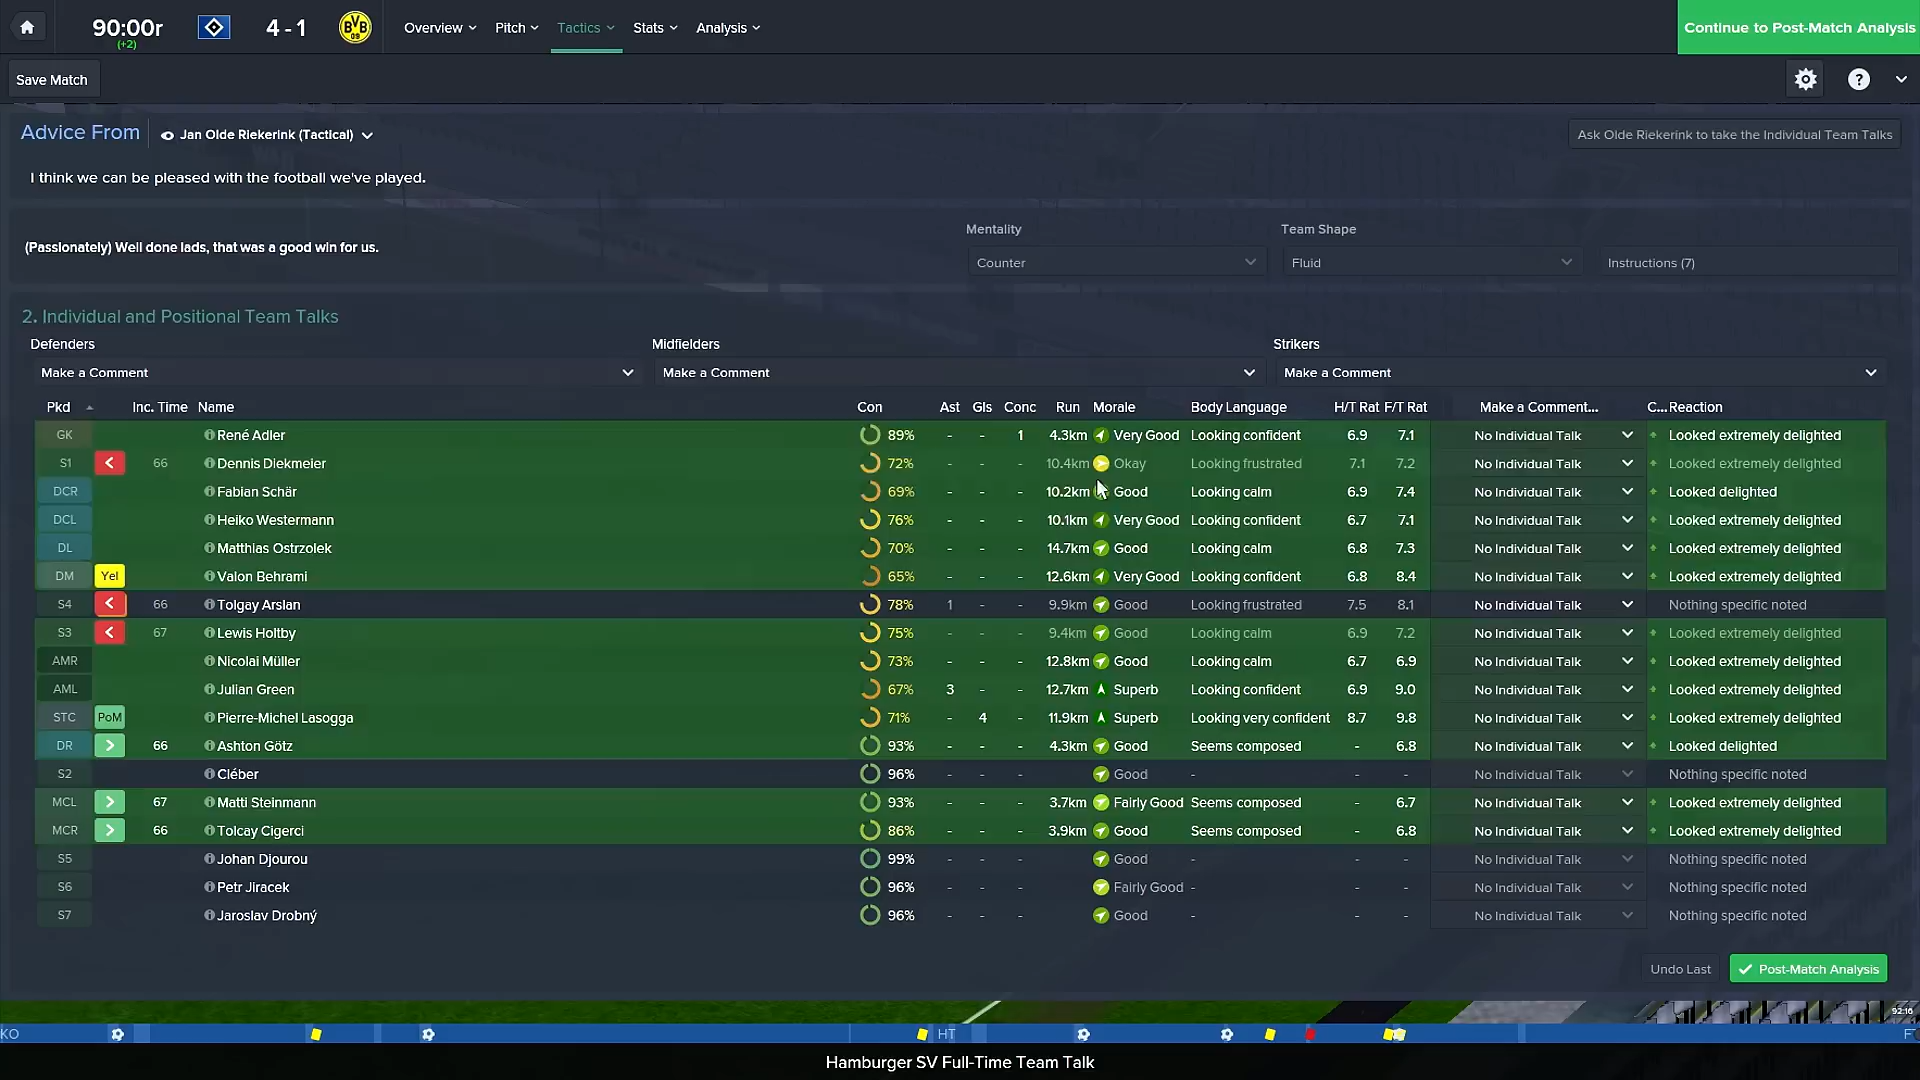 90:00r (+2) 4 - 1 BVB 09 Overview Pitch Tactics Stats Analysis Continue to Post-Match Analysis
Save Match ?
Advice From Jan Olde Riekerink (Tactical) Ask Olde Riekerink to take the Individual Team Talks
I think we can be pleased with the football we've played.
Mentality Team Shape
(Passionately) Well done lads, that was a good win for us.
Counter Fluid Instructions (7)
2. Individual and Positional Team Talks
Defenders Midfielders Strikers
Make a Comment Make a Comment Make a Comment
Pkd Inc. Time Name Con Ast Gls Conc Run Morale Body Language H/T Rat F/T Rat Make a Comment... C... Reaction
GK René Adler 89% - - 1 4.3km Very Good Looking confident 6.9 7.1 No Individual Talk Looked extremely delighted
S1 66 Dennis Diekmeier 72% - - - 10.4km Okay Looking frustrated 7.1 7.2 No Individual Talk Looked extremely delighted
DCR Fabian Schär 69% - - - 10.2km Good Looking calm 6.9 7.4 No Individual Talk Looked delighted
DCL Heiko Westermann 76% - - - 10.1km Very Good Looking confident 6.7 7.1 No Individual Talk Looked extremely delighted
DL Matthias Ostrzolek 70% - - - 14.7km Good Looking calm 6.8 7.3 No Individual Talk Looked extremely delighted
DM Yel Valon Behrami 65% - - - 12.6km Very Good Looking confident 6.8 8.4 No Individual Talk Looked extremely delighted
S4 66 Tolgay Arslan 78% 1 - - 9.9km Good Looking frustrated 7.5 8.1 No Individual Talk Nothing specific noted
S3 67 Lewis Holtby 75% - - - 9.4km Good Looking calm 6.9 7.2 No Individual Talk Looked extremely delighted
AMR Nicolai Müller 73% - - - 12.8km Good Looking calm 6.7 6.9 No Individual Talk Looked extremely delighted
AML Julian Green 67% 3 - - 12.7km Superb Looking confident 6.9 9.0 No Individual Talk Looked extremely delighted
STC PoM Pierre-Michel Lasogga 71% - 4 - 11.9km Superb Looking very confident 8.7 9.8 No Individual Talk Looked extremely delighted
DR 66 Ashton Götz 93% - - - 4.3km Good Seems composed - 6.8 No Individual Talk Looked delighted
S2 Cléber 96% - - - Good - - - No Individual Talk Nothing specific noted
MCL 67 Matti Steinmann 93% - - - 3.7km Fairly Good Seems composed - 6.7 No Individual Talk Looked extremely delighted
MCR 66 Tolcay Cigerci 86% - - - 3.9km Good Seems composed - 6.8 No Individual Talk Looked extremely delighted
S5 Johan Djourou 99% - - - Good - - - No Individual Talk Nothing specific noted
S6 Petr Jiracek 96% - - - Fairly Good - - - No Individual Talk Nothing specific noted
S7 Jaroslav Drobný 96% - - - Good - - - No Individual Talk Nothing specific noted
Undo Last Post-Match Analysis
92:16
KO HT F
Hamburger SV Full-Time Team Talk